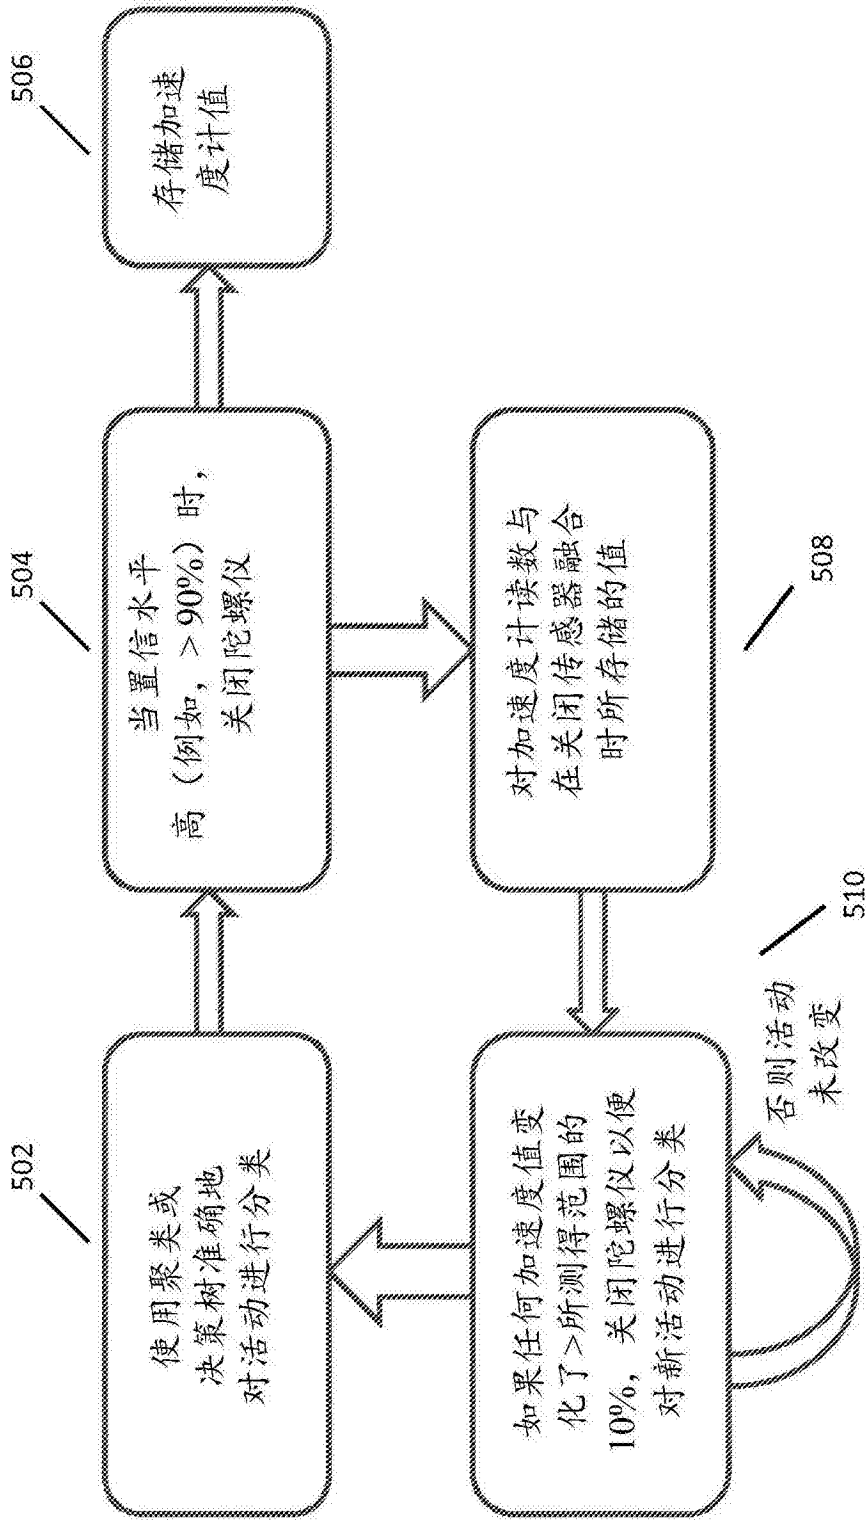 502
使用聚类或
决策树准确地
对活动进行分类
504
当置信水平
高（例如，> 90%）时，
关闭陀螺仪
506
存储加速
度计值
508
对加速度计读数与
在关闭传感器融合
时所存储的值
510
如果任何加速度值变
化了>所测得范围的
10%，关闭陀螺仪以便
对新活动进行分类
否则活动
未改变